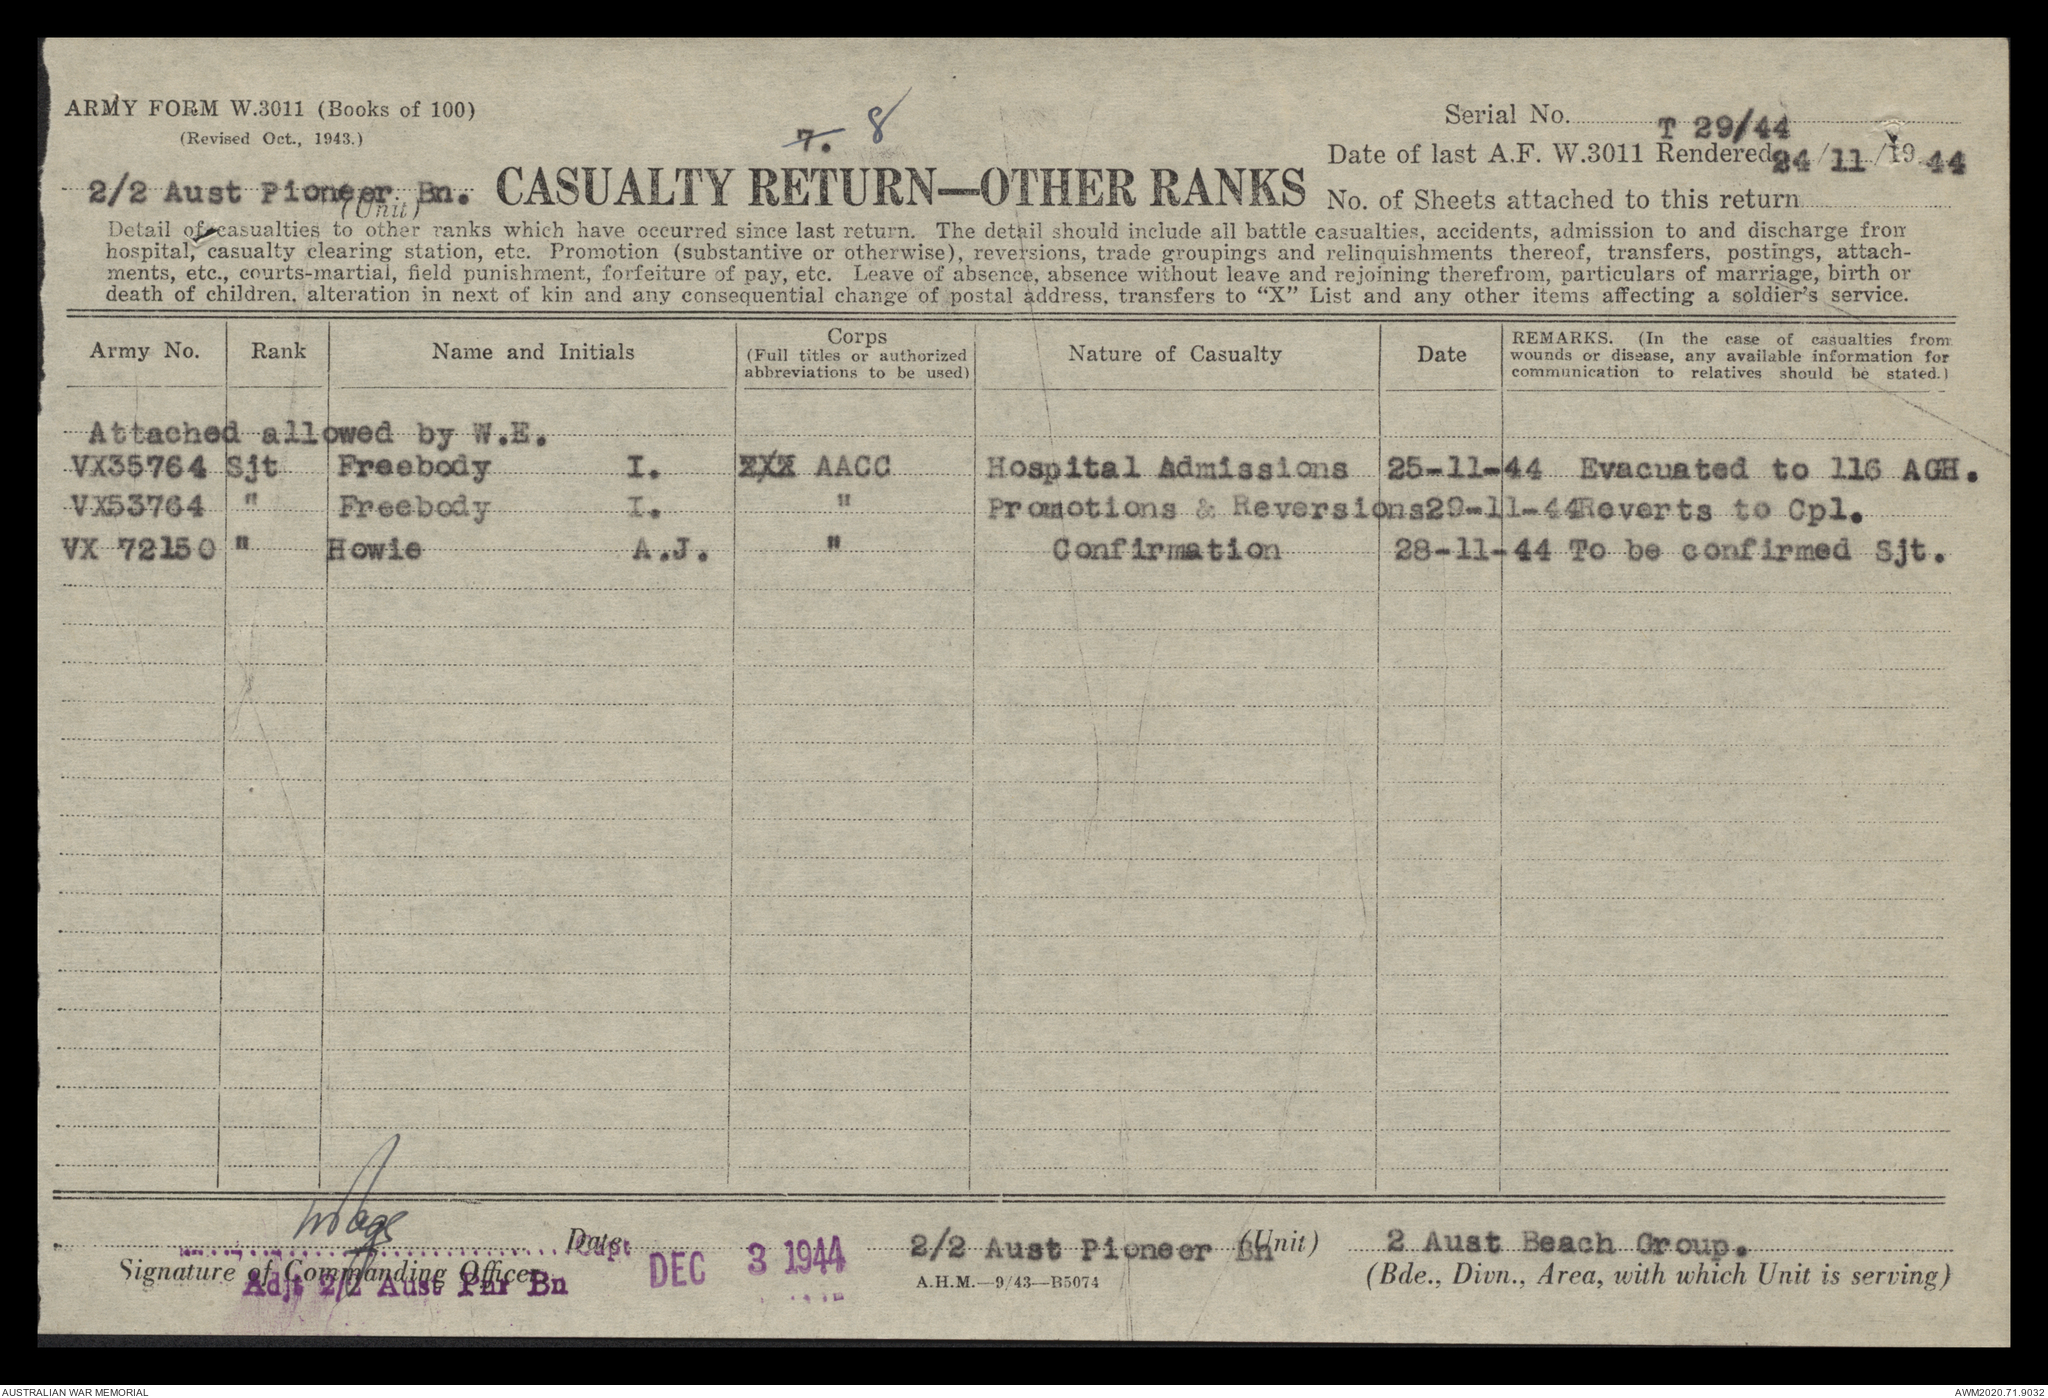 ARMY FORM W.3011 (Books of 100)
(Revised Oct., 1943.)
7. 8
Serial No. T 29/44
Date of last A.F. W.3011 Rendered 24/11/1944
2/2 Aust Pioneer Bn.
(Unit)
CASUALTY RETURN—OTHER RANKS
No. of Sheets attached to this return
Detail of casualties to other ranks which have occurred since last return. The detail should include all battle casualties, accidents, admission to and discharge from
hospital, casualty clearing station, etc. Promotion (substantive or otherwise), reversions, trade groupings and relinquishments thereof, transfers, postings, attach-
ments, etc., courts-martial, field punishment, forfeiture of pay, etc. Leave of absence, absence without leave and rejoining therefrom, particulars of marriage, birth or
death of children, alteration in next of kin and any consequential change of postal address, transfers to “X” List and any other items affecting a soldier's service.
Army No. Rank Name and Initials Corps (Full titles or authorized abbreviations to be used) Nature of Casualty Date REMARKS. (In the case of casualties from wounds or disease, any available information for communication to relatives should be stated.)
Attached allowed by W.E.
VX35764 Sjt Freebody I. AACC Hospital Admissions 25-11-44 Evacuated to 116 AGH.
VX53764 " Freebody I. " Promotions & Reversions 29-11-44 Reverts to Cpl.
VX 72150 " Howie A.J. " Confirmation 28-11-44 To be confirmed Sjt.
Capt
Signature of Commanding Officer
Adjt 2/2 Aust Pnr Bn
Date DEC 3 1944
2/2 Aust Pioneer Bn (Unit)
A.H.M.—9/43—B5074
2 Aust Beach Group.
(Bde., Divn., Area, with which Unit is serving)
AUSTRALIAN WAR MEMORIAL
AWM2020.71.9032